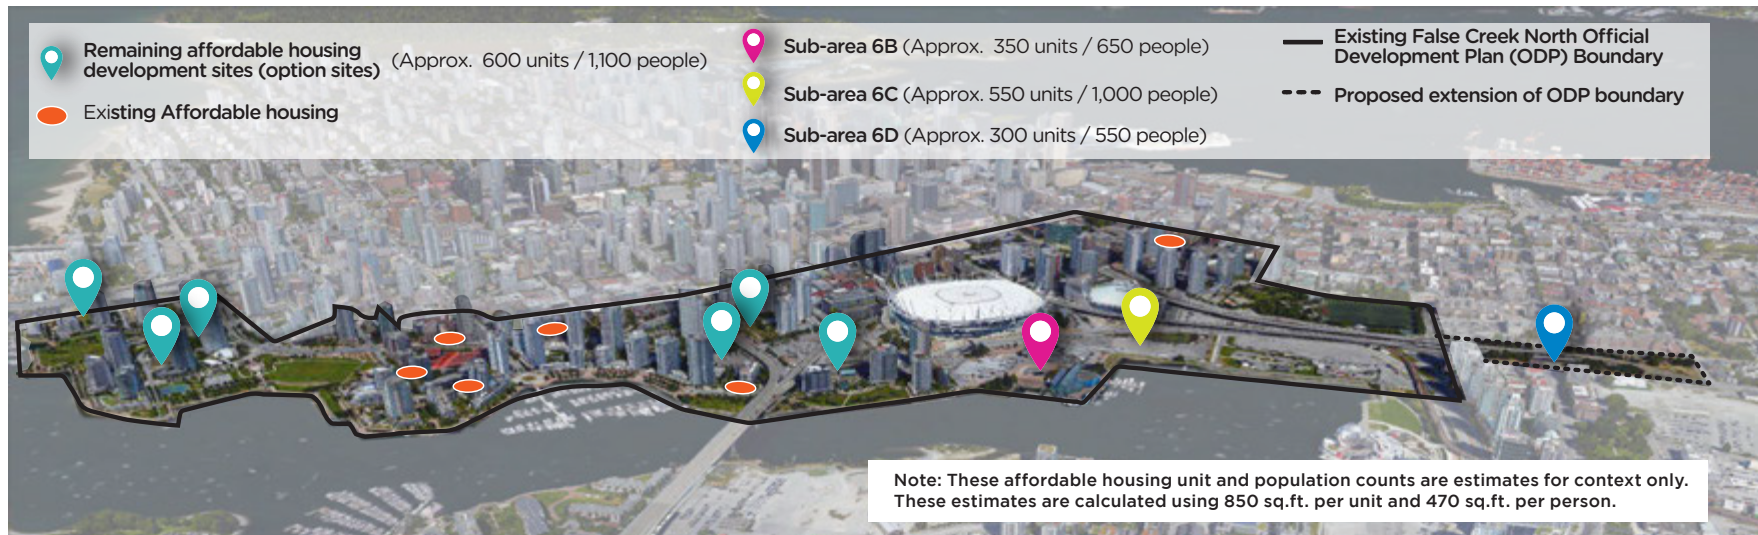 Remaining affordable housing
development sites (option sites) (Approx. 600 units / 1,100 people)
Existing Affordable housing
Sub-area 6B (Approx. 350 units / 650 people)
Sub-area 6C (Approx. 550 units / 1,000 people)
Sub-area 6D (Approx. 300 units / 550 people)
Existing False Creek North Official
Development Plan (ODP) Boundary
Proposed extension of ODP boundary
Note: These affordable housing unit and population counts are estimates for context only.
These estimates are calculated using 850 sq.ft. per unit and 470 sq.ft. per person.